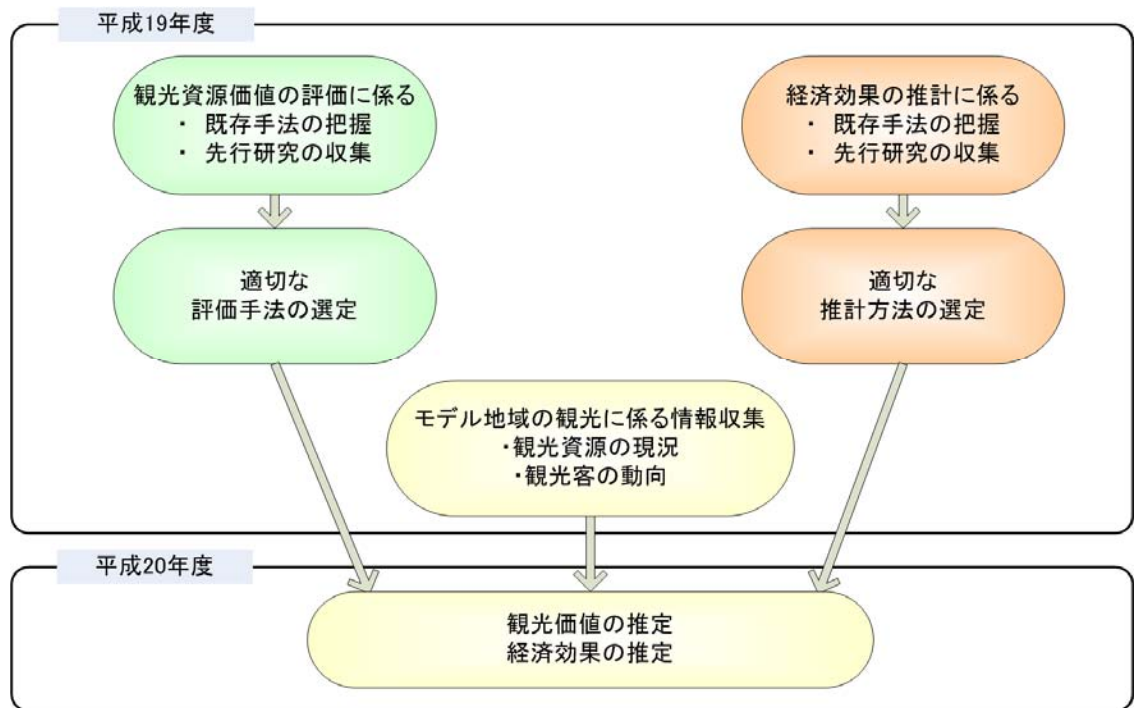 平成19年度
観光資源価値の評価に係る
・ 既存手法の把握
・ 先行研究の収集
経済効果の推計に係る
・ 既存手法の把握
・ 先行研究の収集
適切な
評価手法の選定
適切な
推計方法の選定
モデル地域の観光に係る情報収集
・観光資源の現況
・観光客の動向
平成20年度
観光価値の推定
経済効果の推定